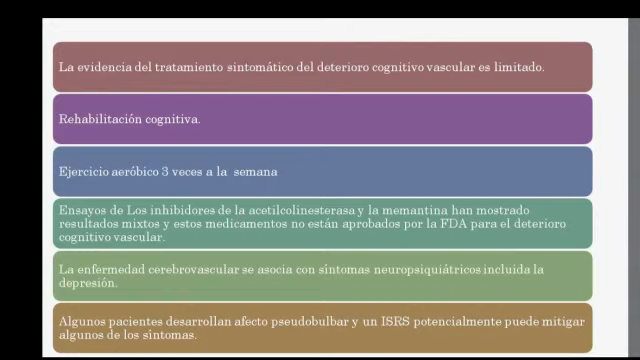 La evidencia del tratamiento sintomático del deterioro cognitivo vascular es limitado.
Rehabilitación cognitiva.
Ejercicio aeróbico 3 veces a la semana
Ensayos de Los inhibidores de la acetilcolinesterasa y la memantina han mostrado
resultados mixtos y estos medicamentos no están aprobados por la FDA para el deterioro
cognitivo vascular.
La enfermedad cerebrovascular se asocia con síntomas neuropsiquiátricos incluida la
depresión.
Algunos pacientes desarrollan afecto pseudobulbar y un ISRS potencialmente puede mitigar
algunos de los síntomas.